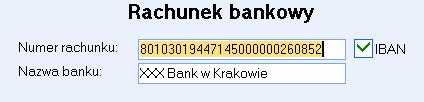 Rachunek bankowy
Numer rachunku: 80103019447145000000260852 IBAN
Nazwa banku: XXX Bank w Krakowie